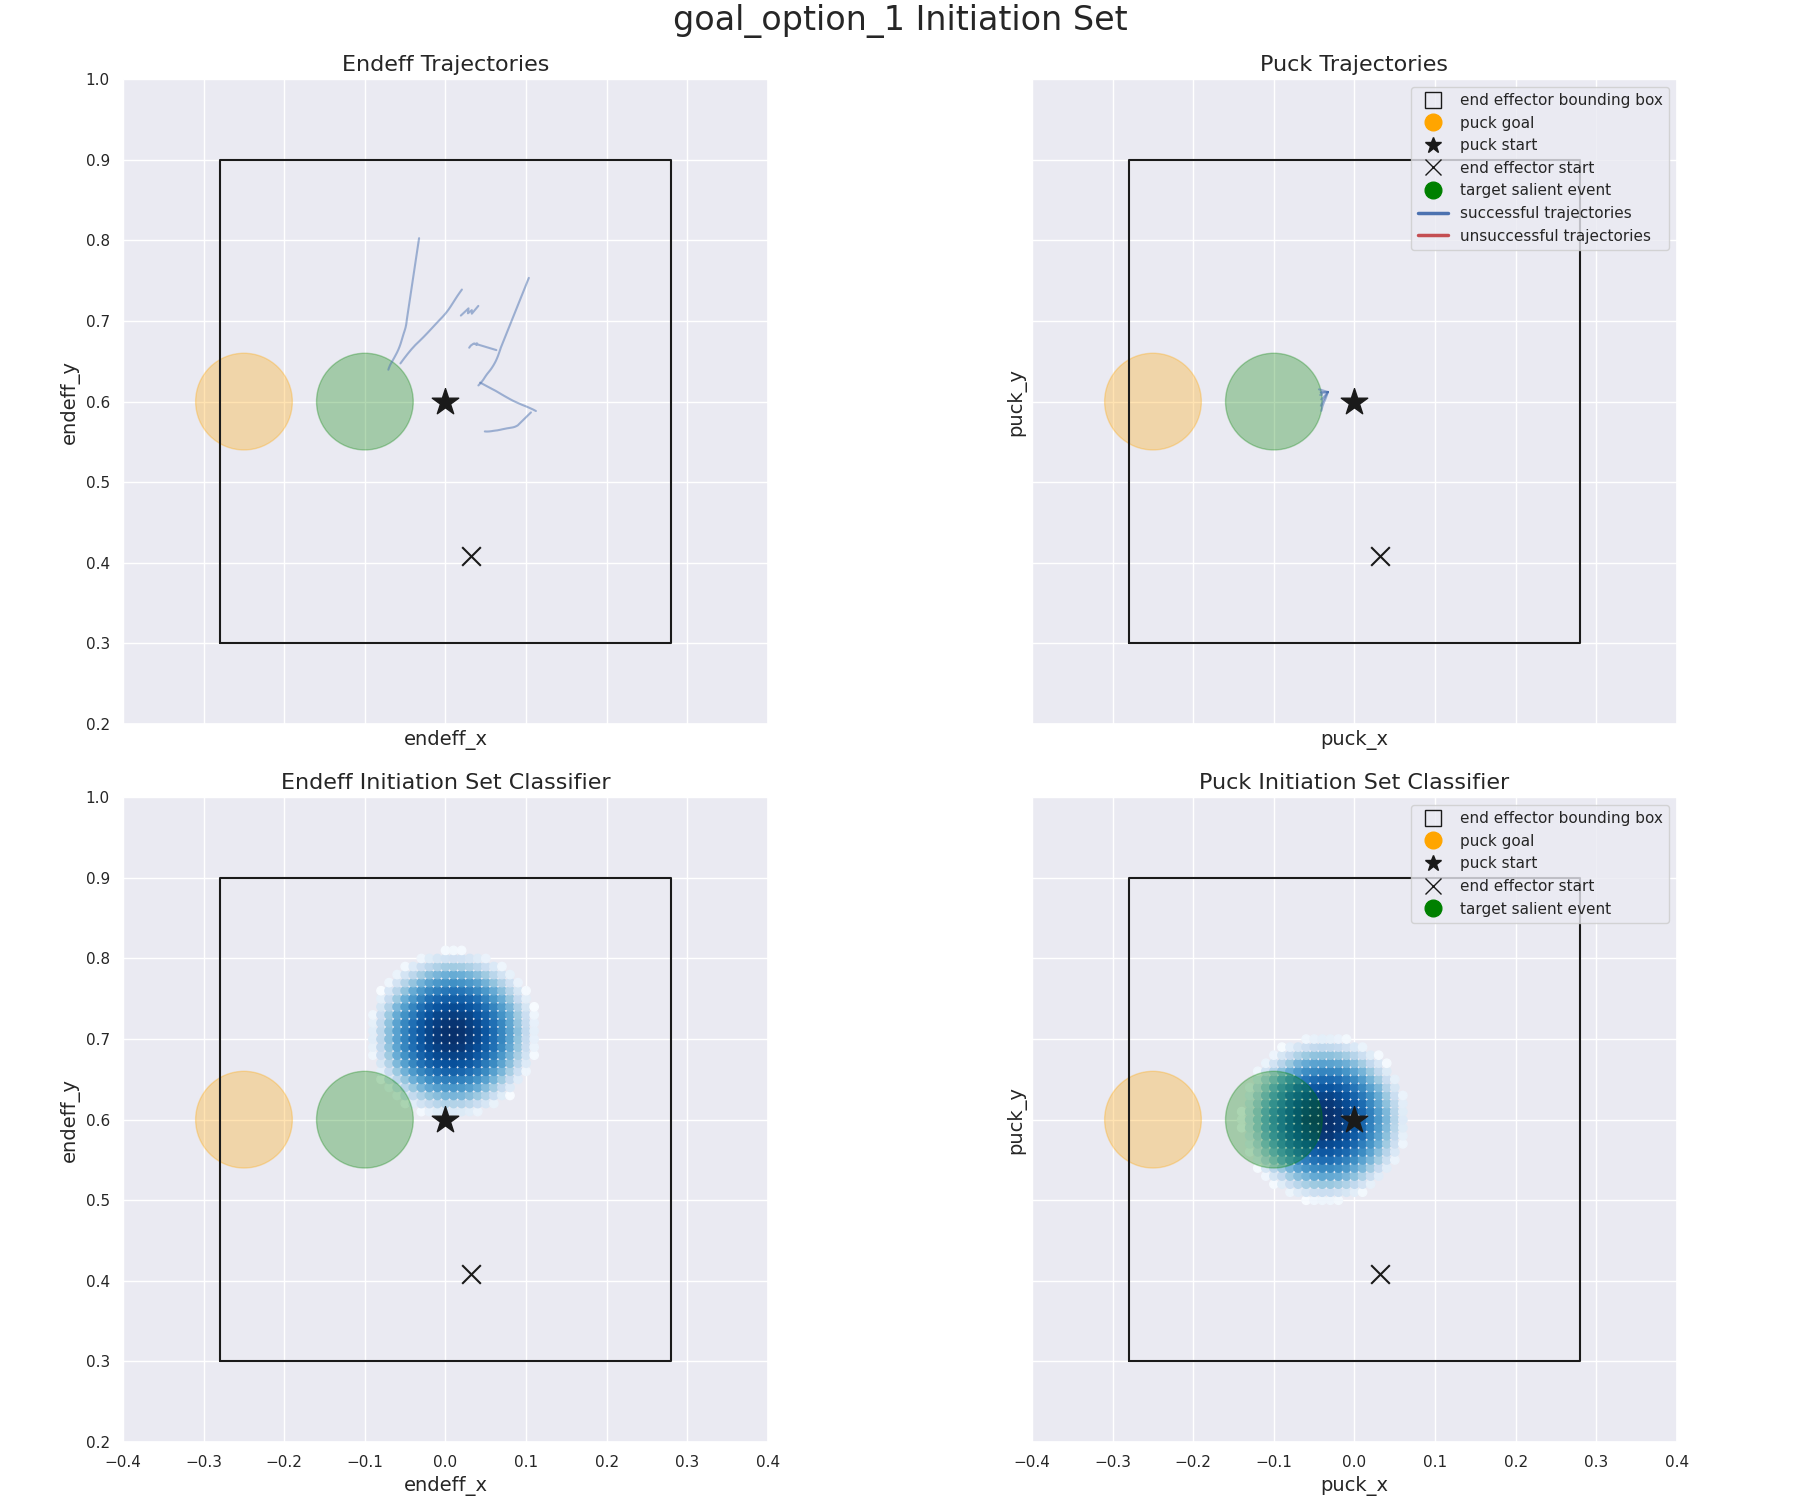 goal_option_1 Initiation Set
Endeff Trajectories
1.0
0.9
0.8
0.7
0.6
0.5
0.4
0.3
0.2
endeff_y
endeff_x
Puck Trajectories
end effector bounding box
puck goal
puck start
end effector start
target salient event
successful trajectories
unsuccessful trajectories
puck_y
puck_x
Endeff Initiation Set Classifier
1.0
0.9
0.8
0.7
0.6
0.5
0.4
0.3
0.2
endeff_y
−0.4 −0.3 −0.2 −0.1 0.0 0.1 0.2 0.3 0.4
endeff_x
Puck Initiation Set Classifier
end effector bounding box
puck goal
puck start
end effector start
target salient event
puck_y
−0.4 −0.3 −0.2 −0.1 0.0 0.1 0.2 0.3 0.4
puck_x